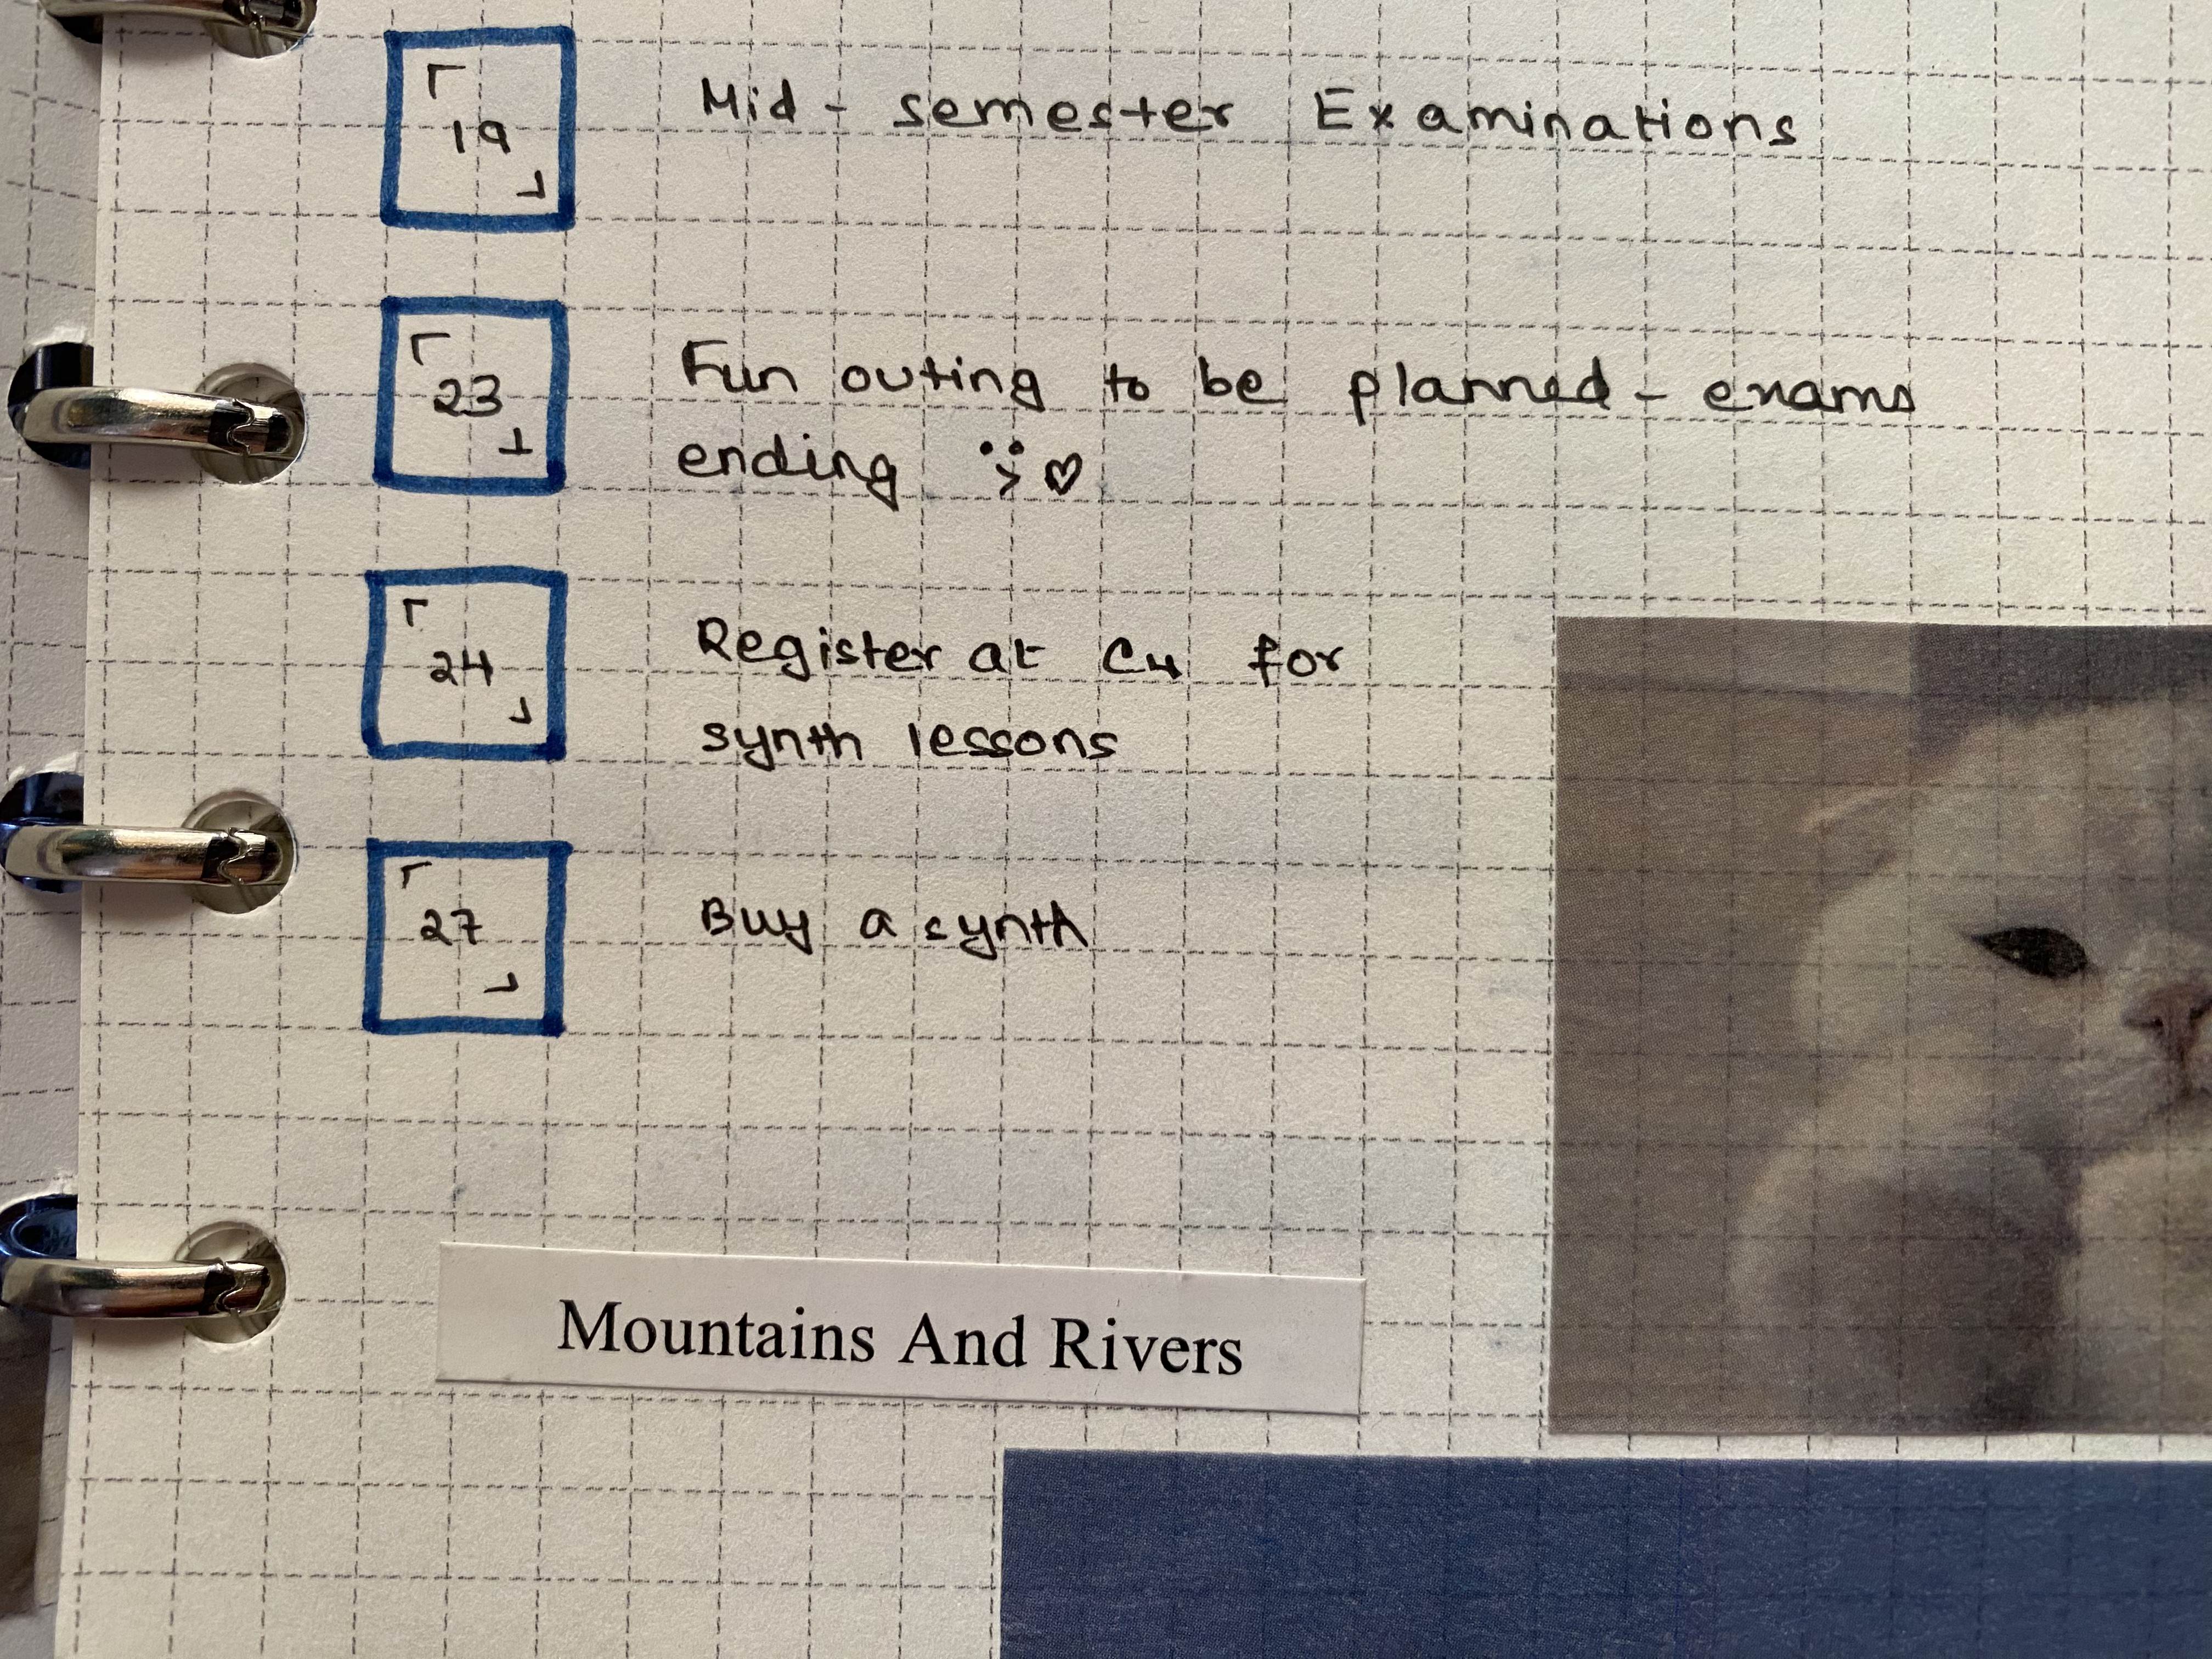 19
Mid - semester Examinations
23
Fun outing to be planned - exams
ending
24
Register at C4 for
synth lessons
27
Buy a synth
Mountains And Rivers